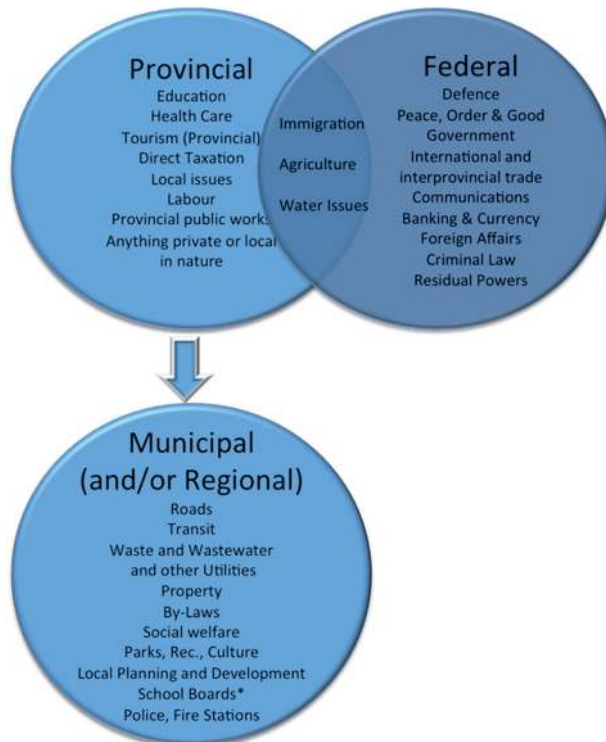 Provincial
Education
Health Care
Tourism (Provincial)
Direct Taxation
Local issues
Labour
Provincial public works
Anything private or local
in nature
Immigration
Agriculture
Water Issues
Federal
Defence
Peace, Order & Good
Government
International and
interprovincial trade
Communications
Banking & Currency
Foreign Affairs
Criminal Law
Residual Powers
Municipal
(and/or Regional)
Roads
Transit
Waste and Wastewater
and other Utilities
Property
By-Laws
Social welfare
Parks, Rec., Culture
Local Planning and Development
School Boards*
Police, Fire Stations